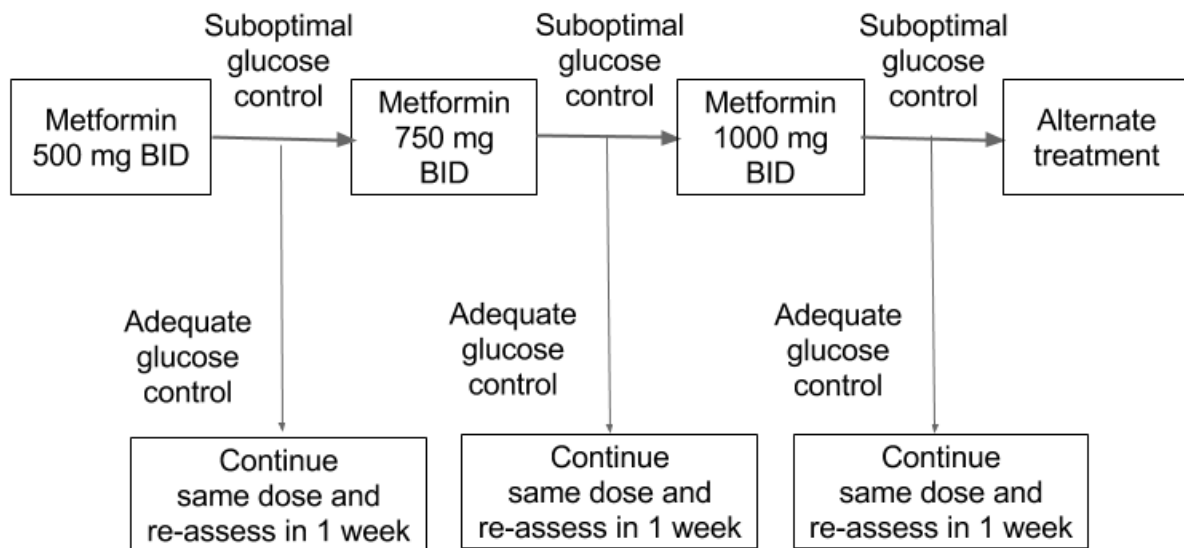 Suboptimal
glucose
control
Suboptimal
glucose
control
Suboptimal
glucose
control
Metformin
500 mg BID
Metformin
750 mg
BID
Metformin
1000 mg
BID
Alternate
treatment
Adequate
glucose
control
Adequate
glucose
control
Adequate
glucose
control
Continue
same dose and
re-assess in 1 week
Continue
same dose and
re-assess in 1 week
Continue
same dose and
re-assess in 1 week